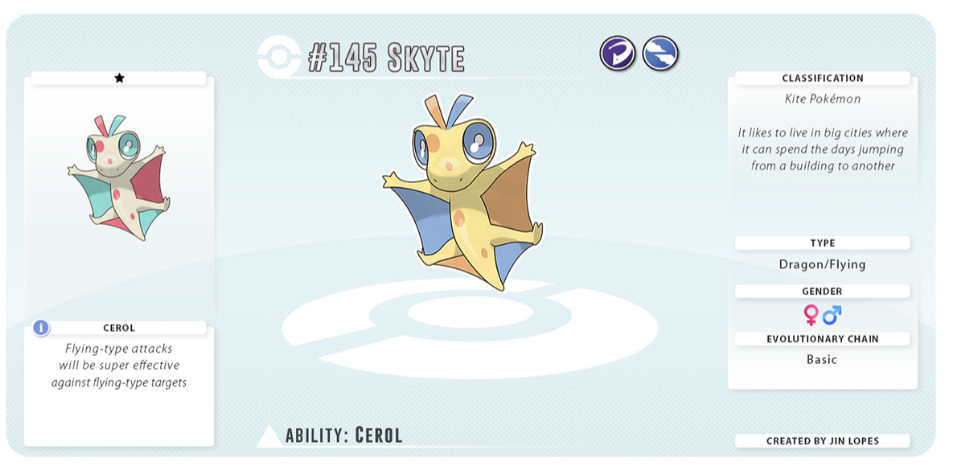 #145 SKYTE
CEROL
Flying-type attacks
will be super effective
against flying-type targets
ABILITY: CEROL
CLASSIFICATION
Kite Pokémon
It likes to live in big cities where
it can spend the days jumping
from a building to another
TYPE
Dragon/Flying
GENDER
EVOLUTIONARY CHAIN
Basic
CREATED BY JIN LOPES